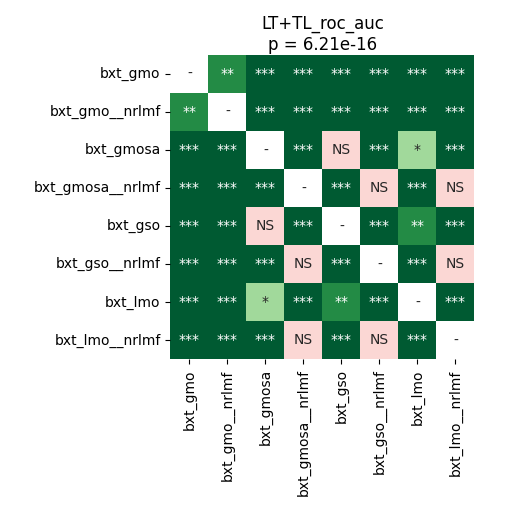 LT+TL_roc_auc
p = 6.21e-16
bxt_gmo - ** *** *** *** *** *** ***
bxt_gmo__nrlmf ** - *** *** *** *** *** ***
bxt_gmosa *** *** - *** NS *** * ***
bxt_gmosa__nrlmf *** *** *** - *** NS *** NS
bxt_gso *** *** NS *** - *** ** ***
bxt_gso__nrlmf *** *** *** NS *** - *** NS
bxt_lmo *** *** * *** ** *** - ***
bxt_lmo__nrlmf *** *** *** NS *** NS *** -
bxt_gmo
bxt_gmo__nrlmf
bxt_gmosa
bxt_gmosa__nrlmf
bxt_gso
bxt_gso__nrlmf
bxt_lmo
bxt_lmo__nrlmf